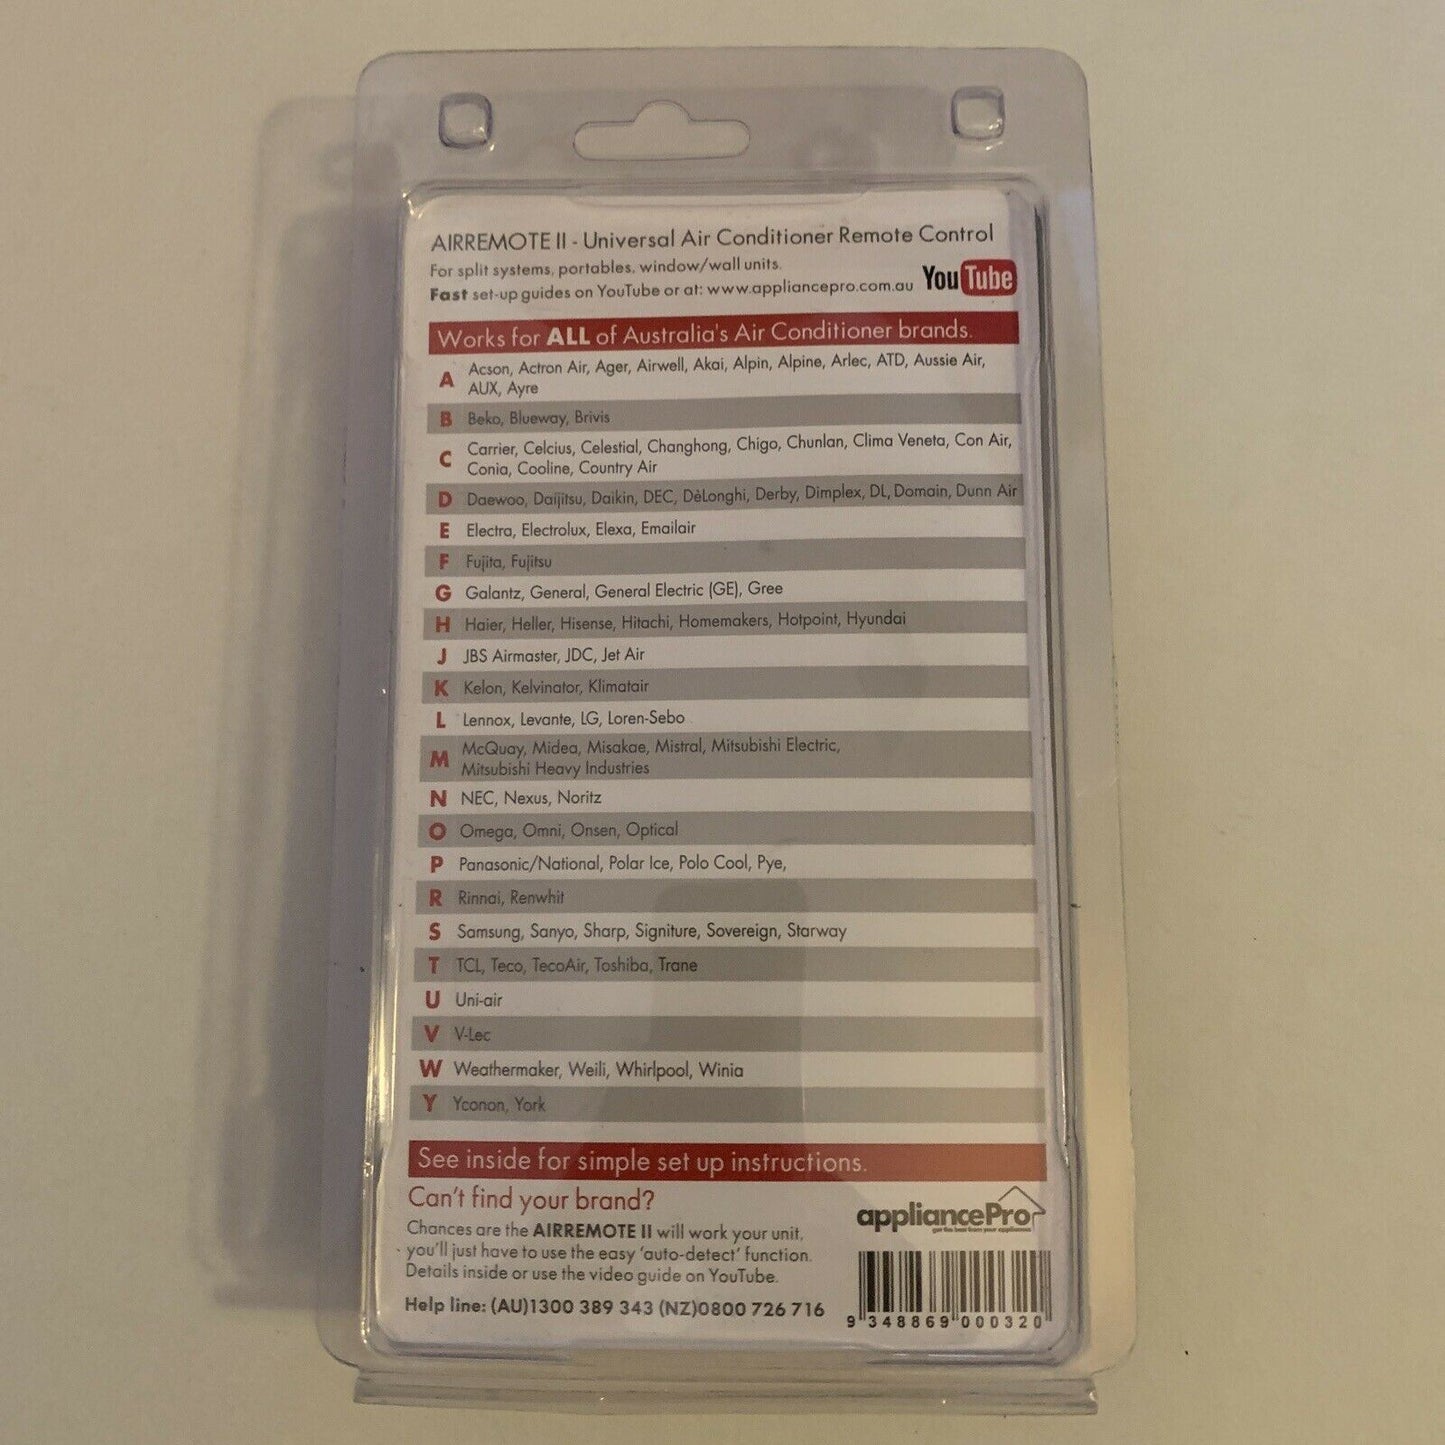 AIRREMOTE II - Universal Air Conditioner Remote Control
For split systems, portables, window/wall units.
Fast set-up guides on YouTube or at: www.appliancepro.com.au
YouTube
Works for ALL of Australia's Air Conditioner brands.
A Acson, Actron Air, Ager, Airwell, Akai, Alpin, Alpine, Arlec, ATD, Aussie Air,
AUX, Ayre
B Beko, Blueway, Brivis
C Carrier, Celcius, Celestial, Changhong, Chigo, Chunlan, Clima Veneta, Con Air,
Conia, Cooline, Country Air
D Daewoo, Daijitsu, Daikin, DEC, DèLonghi, Derby, Dimplex, DL, Domain, Dunn Air
E Electra, Electrolux, Elexa, Emailair
F Fujita, Fujitsu
G Galantz, General, General Electric (GE), Gree
H Haier, Heller, Hisense, Hitachi, Homemakers, Hotpoint, Hyundai
J JBS Airmaster, JDC, Jet Air
K Kelon, Kelvinator, Klimatair
L Lennox, Levante, LG, Loren-Sebo
M McQuay, Midea, Misakae, Mistral, Mitsubishi Electric,
Mitsubishi Heavy Industries
N NEC, Nexus, Noritz
O Omega, Omni, Onsen, Optical
P Panasonic/National, Polar Ice, Polo Cool, Pye,
R Rinnai, Renwhit
S Samsung, Sanyo, Sharp, Signiture, Sovereign, Starway
T TCL, Teco, TecoAir, Toshiba, Trane
U Uni-air
V V-Lec
W Weathermaker, Weili, Whirlpool, Winia
Y Yconon, York
See inside for simple set up instructions.
Can't find your brand?
Chances are the AIRREMOTE II will work your unit,
you'll just have to use the easy 'auto-detect' function.
Details inside or use the video guide on YouTube.
Help line: (AU)1300 389 343 (NZ)0800 726 716
appliancePro
get the best from your appliances
9 348869 000320